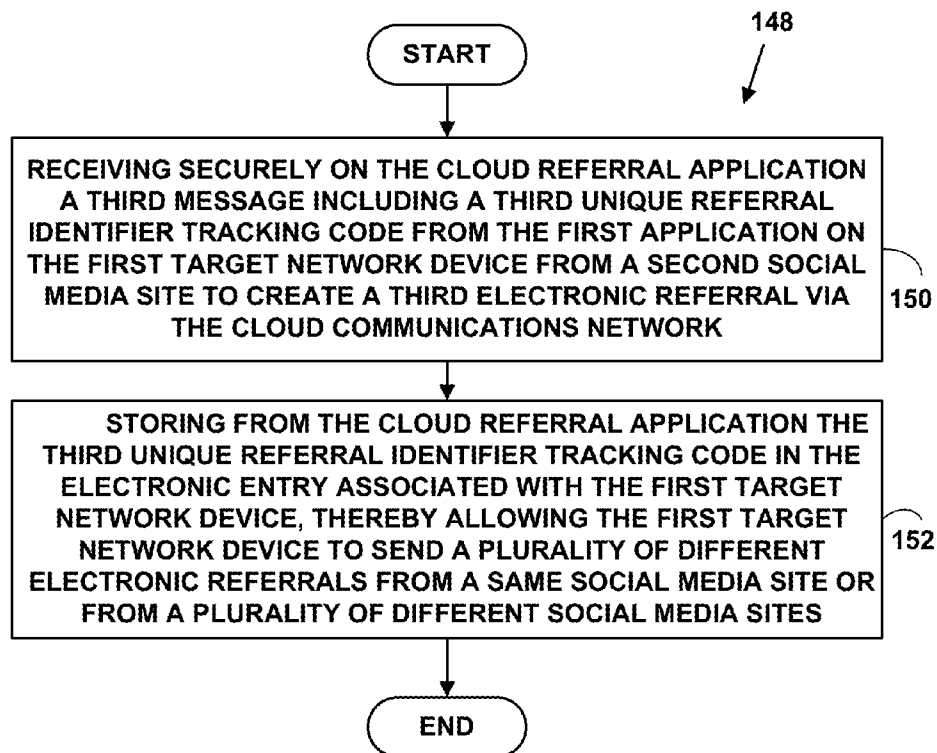 148
START
RECEIVING SECURELY ON THE CLOUD REFERRAL APPLICATION
A THIRD MESSAGE INCLUDING A THIRD UNIQUE REFERRAL
IDENTIFIER TRACKING CODE FROM THE FIRST APPLICATION ON
THE FIRST TARGET NETWORK DEVICE FROM A SECOND SOCIAL
MEDIA SITE TO CREATE A THIRD ELECTRONIC REFERRAL VIA
THE CLOUD COMMUNICATIONS NETWORK
150
STORING FROM THE CLOUD REFERRAL APPLICATION THE
THIRD UNIQUE REFERRAL IDENTIFIER TRACKING CODE IN THE
ELECTRONIC ENTRY ASSOCIATED WITH THE FIRST TARGET
NETWORK DEVICE, THEREBY ALLOWING THE FIRST TARGET
NETWORK DEVICE TO SEND A PLURALITY OF DIFFERENT
ELECTRONIC REFERRALS FROM A SAME SOCIAL MEDIA SITE OR
FROM A PLURALITY OF DIFFERENT SOCIAL MEDIA SITES
152
END